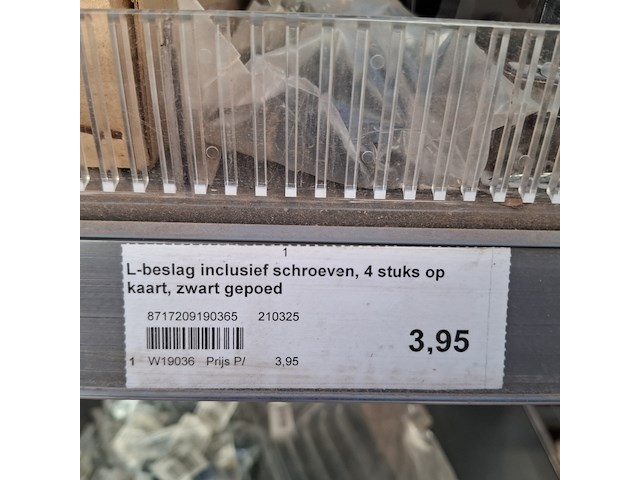 1
L-beslag inclusief schroeven, 4 stuks op
kaart, zwart gepoed
8717209190365 210325
3,95
1 W19036 Prijs P/ 3,95